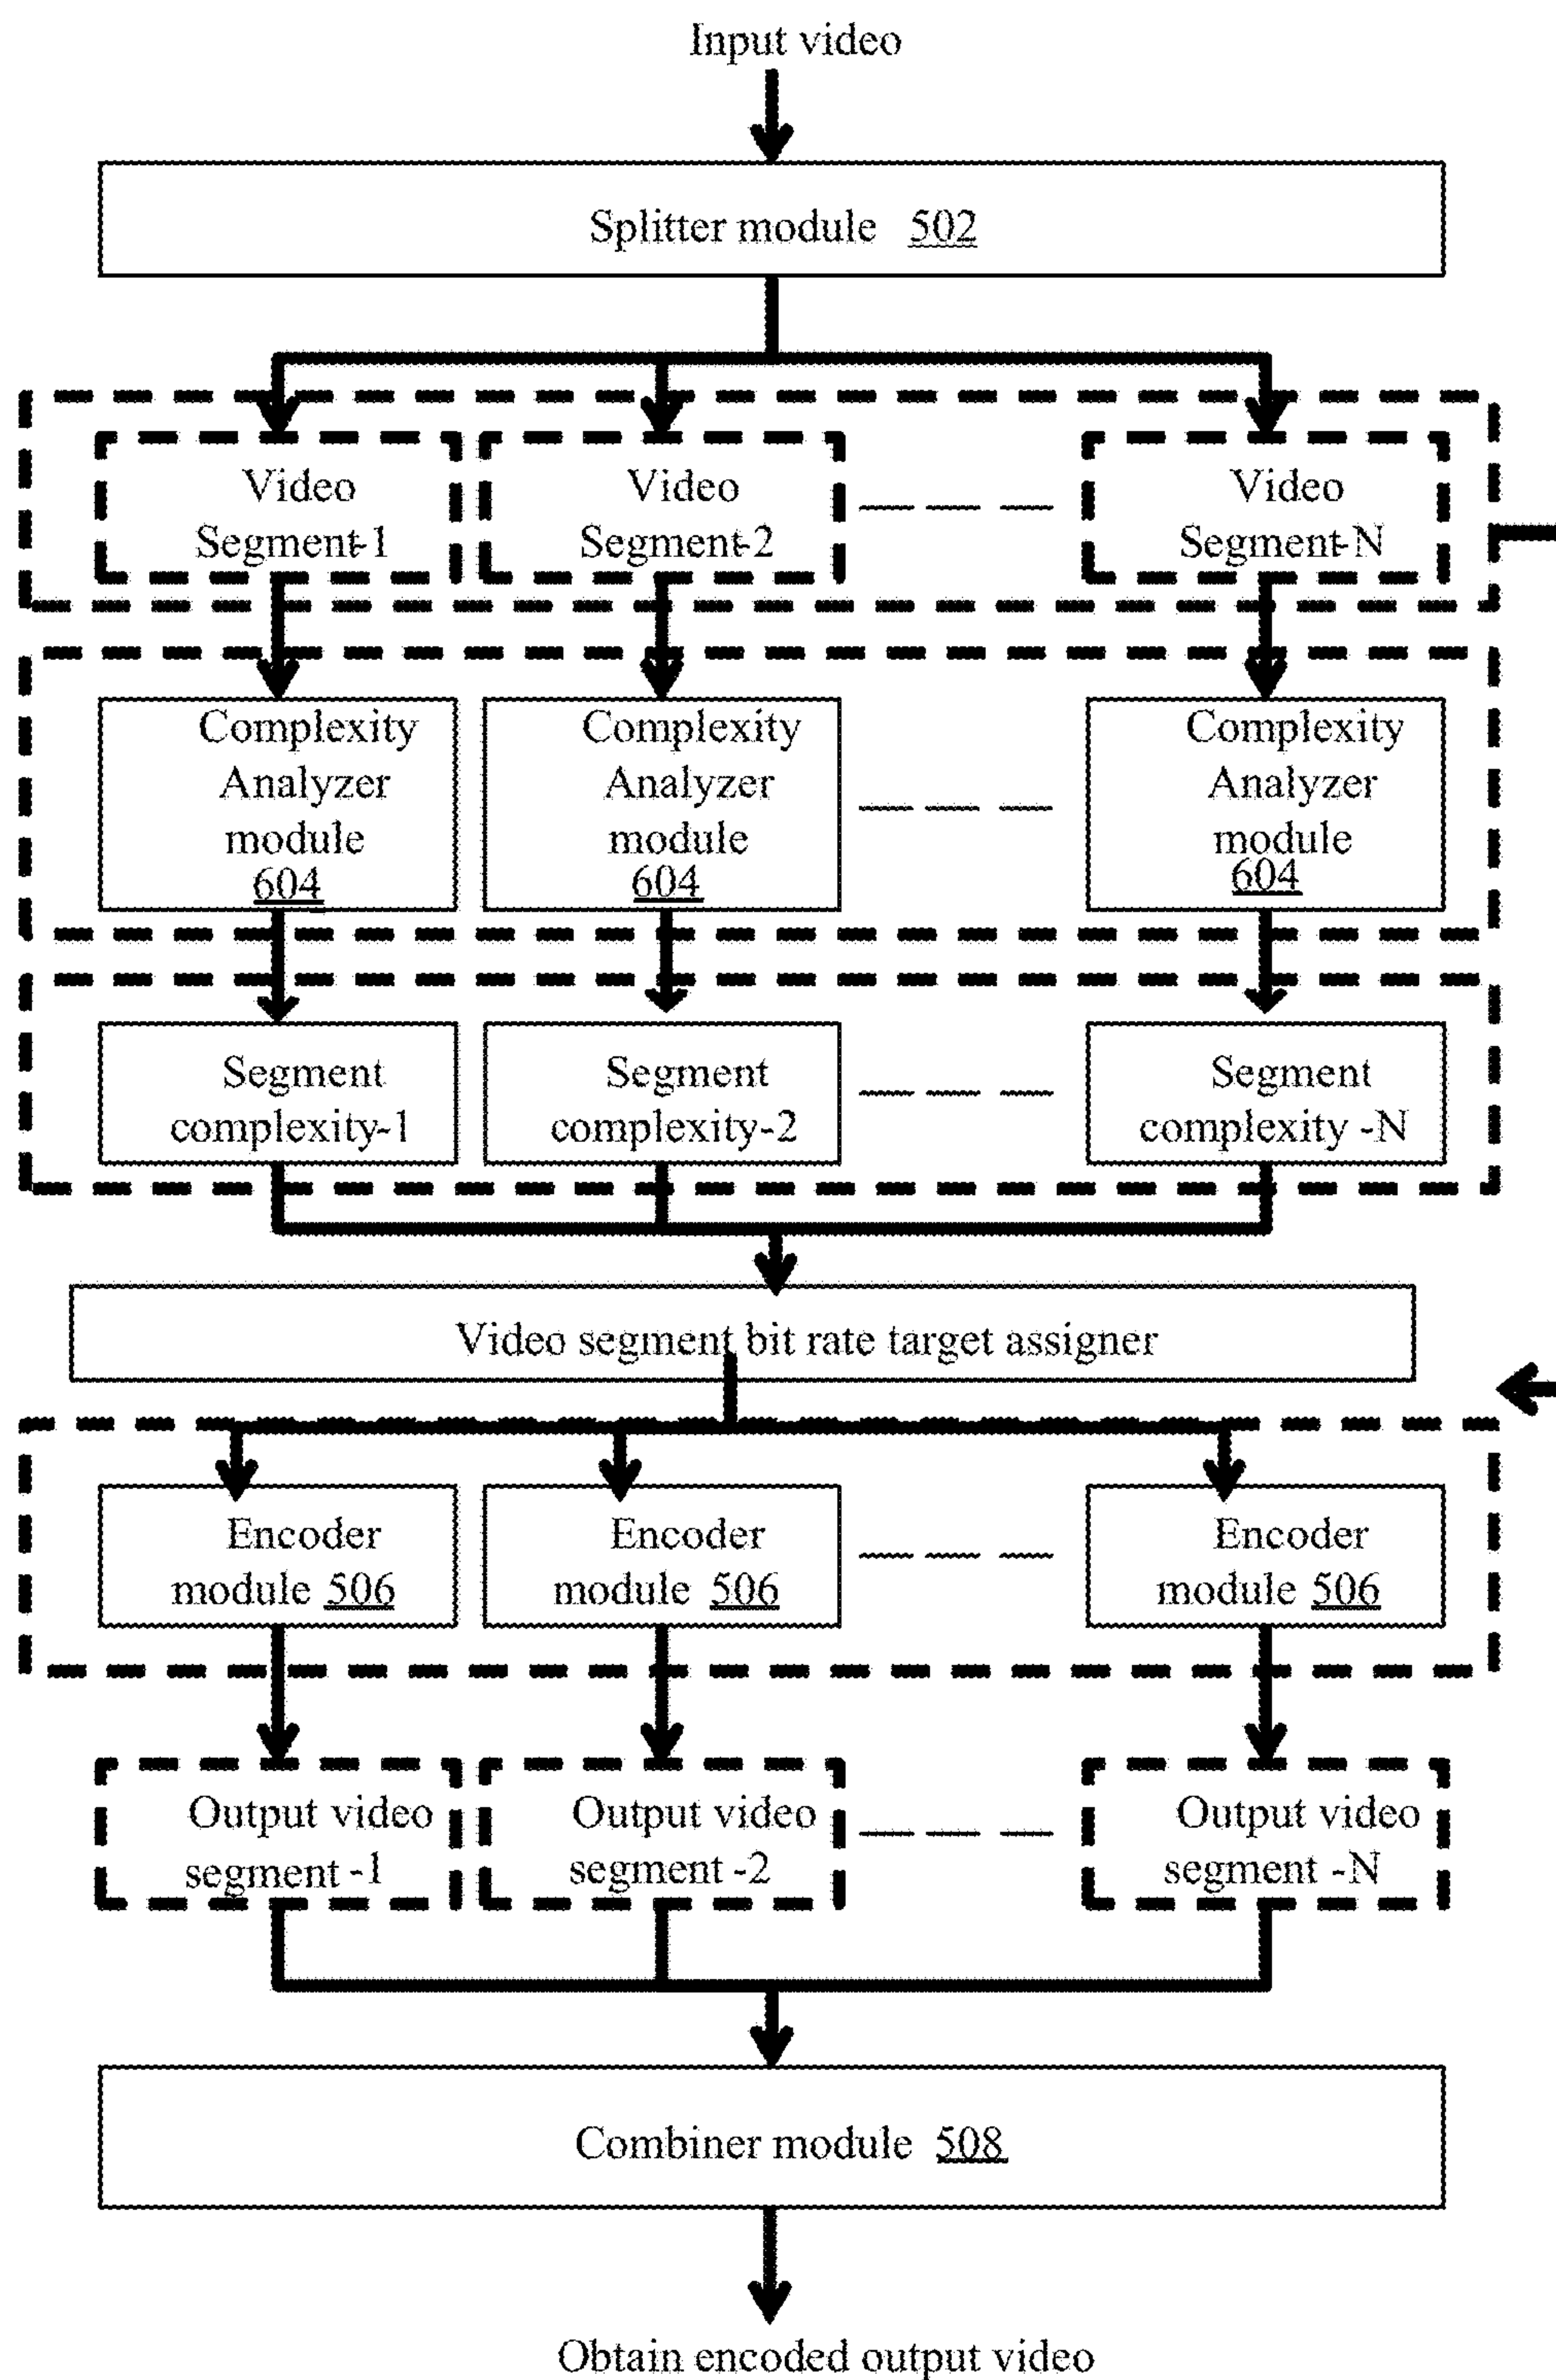 Input video
Splitter module 502
Video
Segment-1
Video
Segment-2
Video
Segment-N
Complexity
Analyzer
module
604
Complexity
Analyzer
module
604
Complexity
Analyzer
module
604
Segment
complexity-1
Segment
complexity-2
Segment
complexity -N
Video segment bit rate target assigner
Encoder
module 506
Encoder
module 506
Encoder
module 506
Output video
segment -1
Output video
segment -2
Output video
segment -N
Combiner module 508
Obtain encoded output video